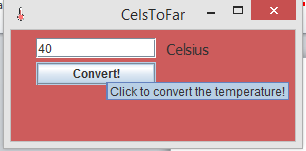 CelsToFar
40 Celsius
Convert!
Click to convert the temperature!